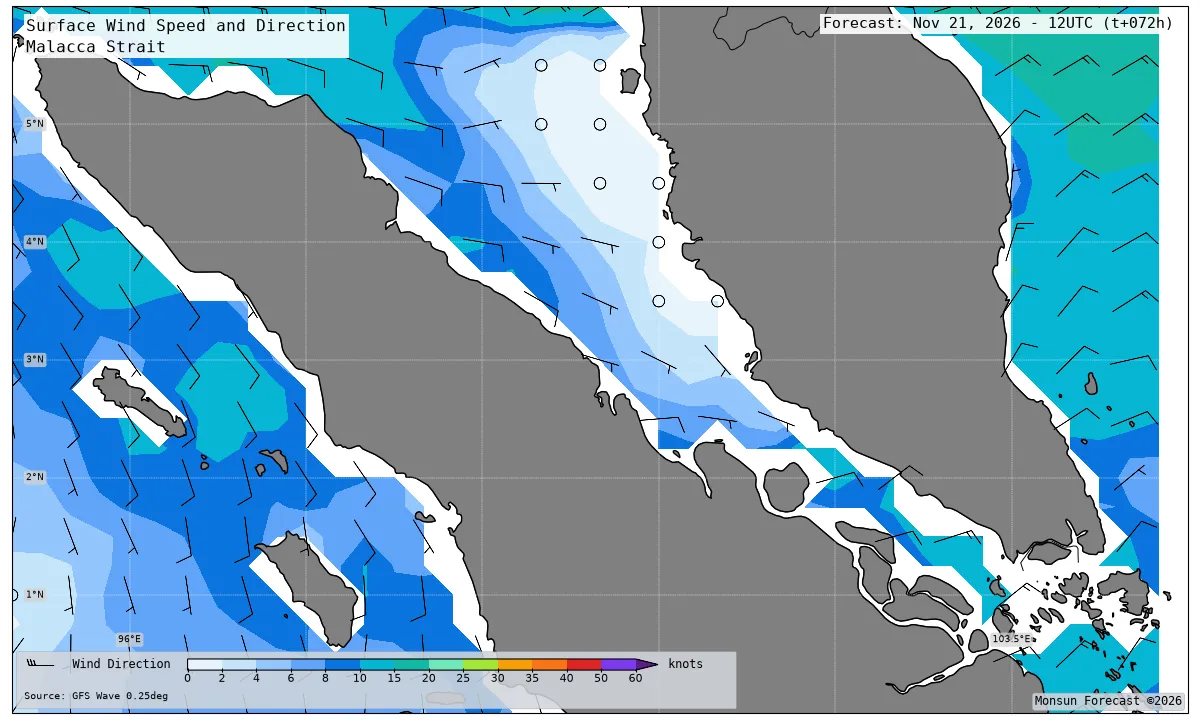 Surface Wind Speed and Direction
Malacca Strait
Forecast: Nov 21, 2026 - 12UTC (t+072h)
5°N
4°N
3°N
2°N
1°N
96°E
103.5°E
Wind Direction
0 2 4 6 8 10 15 20 25 30 35 40 50 60
knots
Source: GFS Wave 0.25deg
Monsun Forecast ©2026